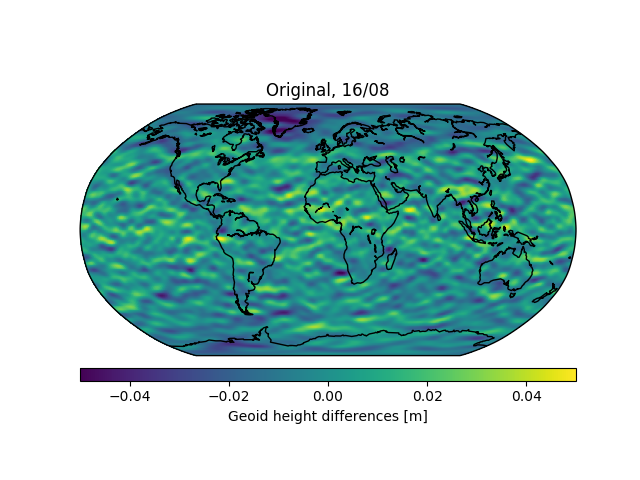 Original, 16/08
−0.04 −0.02 0.00 0.02 0.04
Geoid height differences [m]